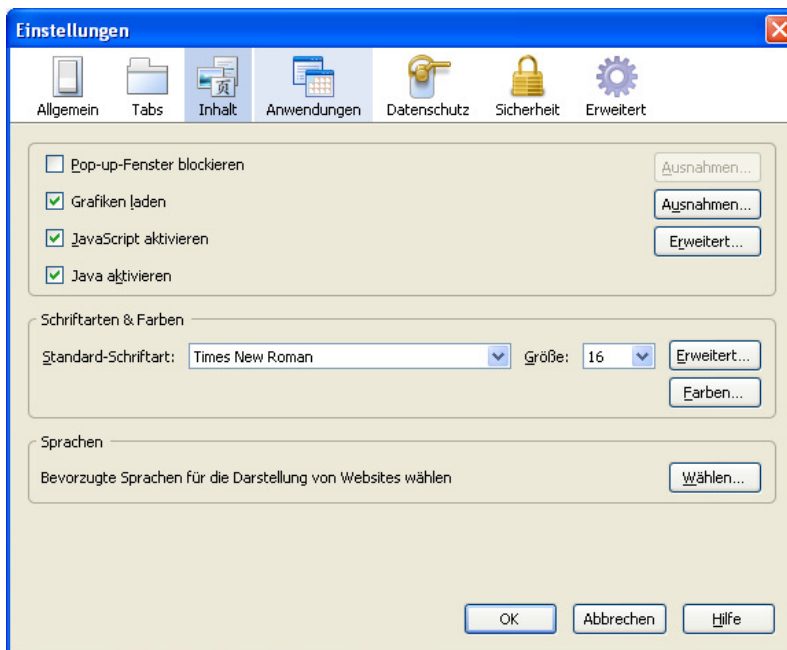 Einstellungen
Allgemein Tabs Inhalt Anwendungen Datenschutz Sicherheit Erweitert
Pop-up-Fenster blockieren Ausnahmen...
Grafiken laden Ausnahmen...
JavaScript aktivieren Erweitert...
Java aktivieren
Schriftarten & Farben
Standard-Schriftart: Times New Roman Größe: 16 Erweitert...
Farben...
Sprachen
Bevorzugte Sprachen für die Darstellung von Websites wählen Wählen...
OK Abbrechen Hilfe